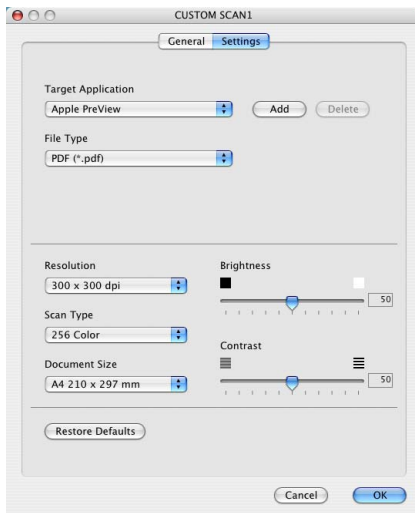 CUSTOM SCAN1
General Settings
Target Application
Apple PreView Add Delete
File Type
PDF (*.pdf)
Resolution Brightness
300 x 300 dpi
50
Scan Type
256 Color
Contrast
Document Size
A4 210 x 297 mm 50
Restore Defaults
Cancel OK